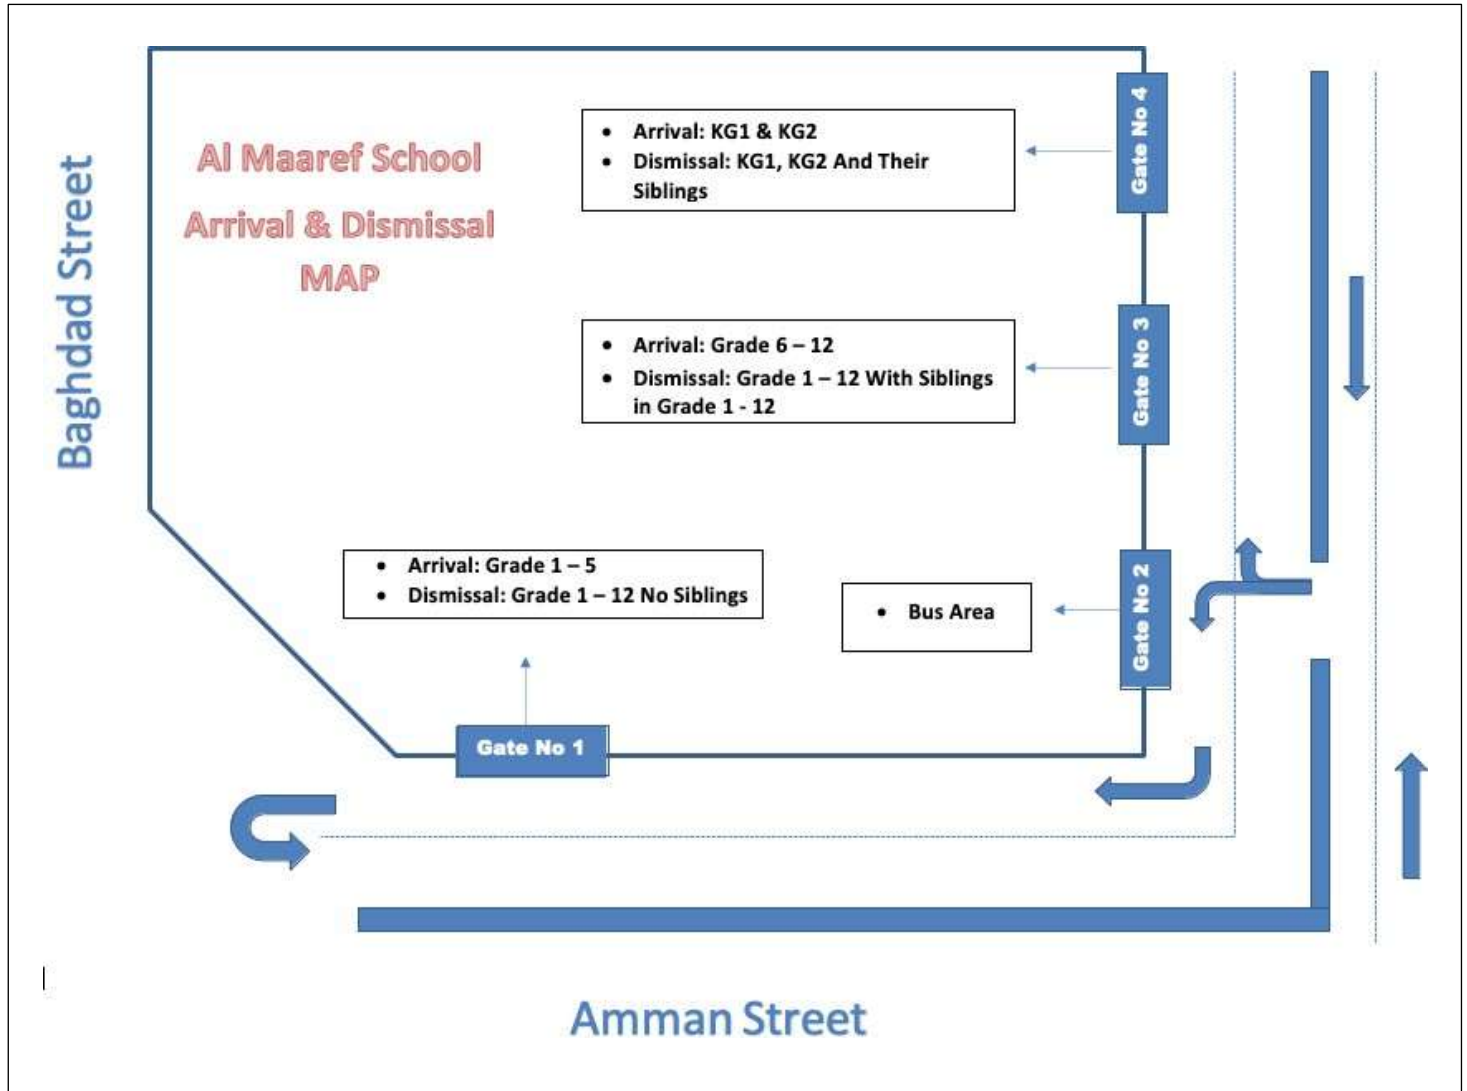 Al Maaref School
Arrival & Dismissal
MAP
Baghdad Street
• Arrival: KG1 & KG2
• Dismissal: KG1, KG2 And Their
Siblings
Gate No 4
• Arrival: Grade 6 – 12
• Dismissal: Grade 1 – 12 With Siblings
in Grade 1 - 12
Gate No 3
• Arrival: Grade 1 – 5
• Dismissal: Grade 1 – 12 No Siblings
• Bus Area
Gate No 2
Gate No 1
Amman Street